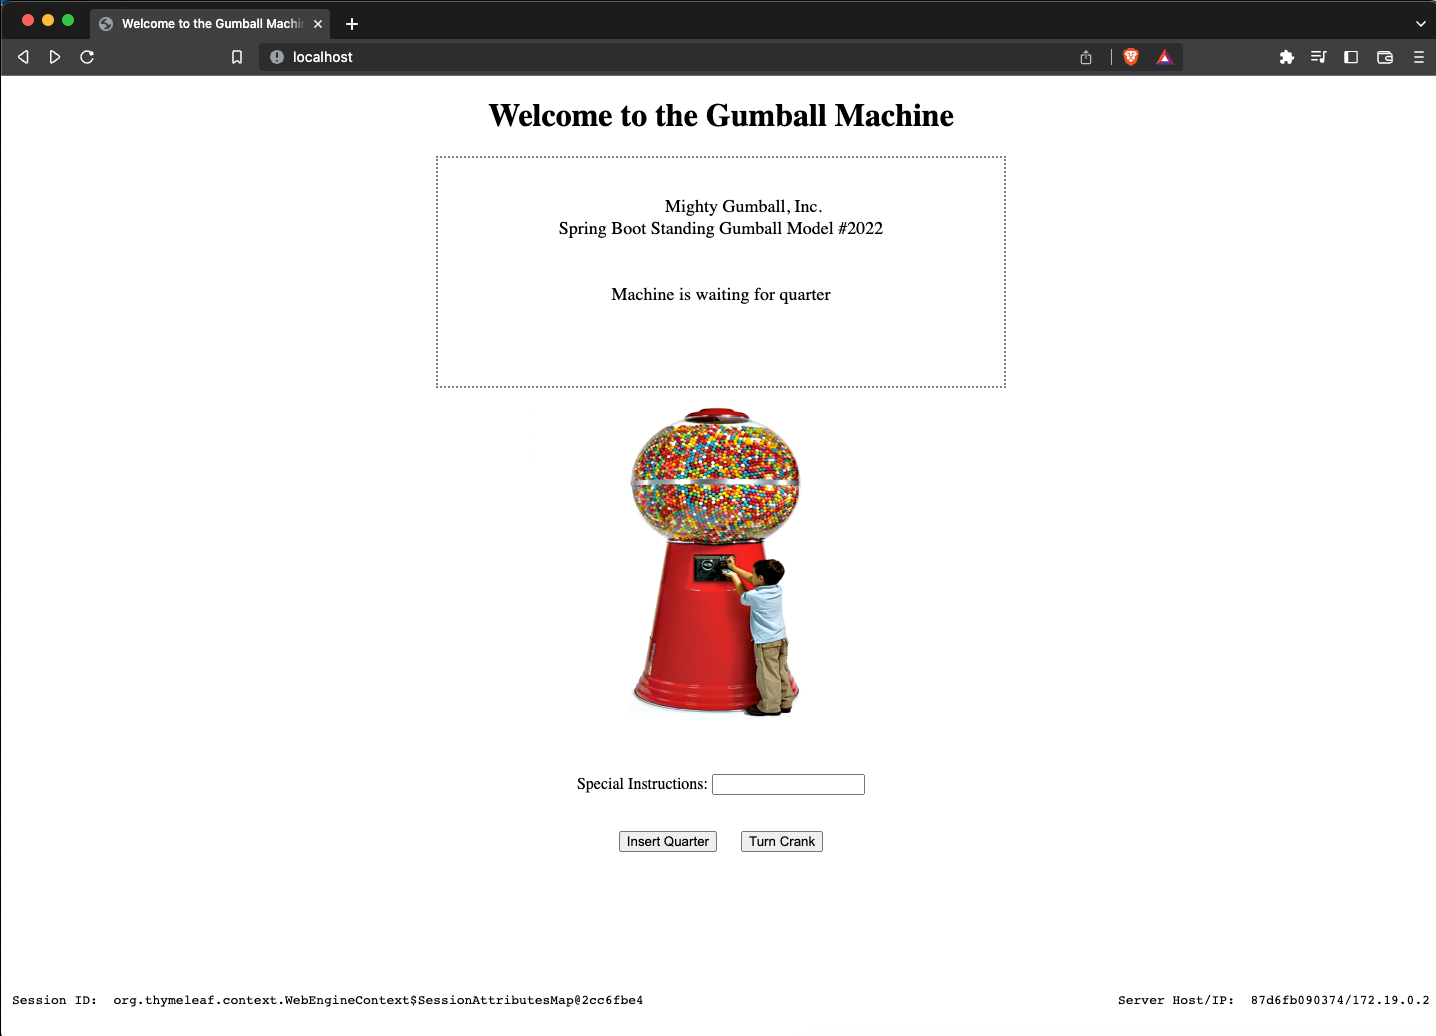 Welcome to the Gumball Machin
localhost
Welcome to the Gumball Machine
Mighty Gumball, Inc.
Spring Boot Standing Gumball Model #2022
Machine is waiting for quarter
Special Instructions:
Insert Quarter Turn Crank
Session ID: org.thymeleaf.context.WebEngineContext$SessionAttributesMap@2cc6fbe4 Server Host/IP: 87d6fb090374/172.19.0.2